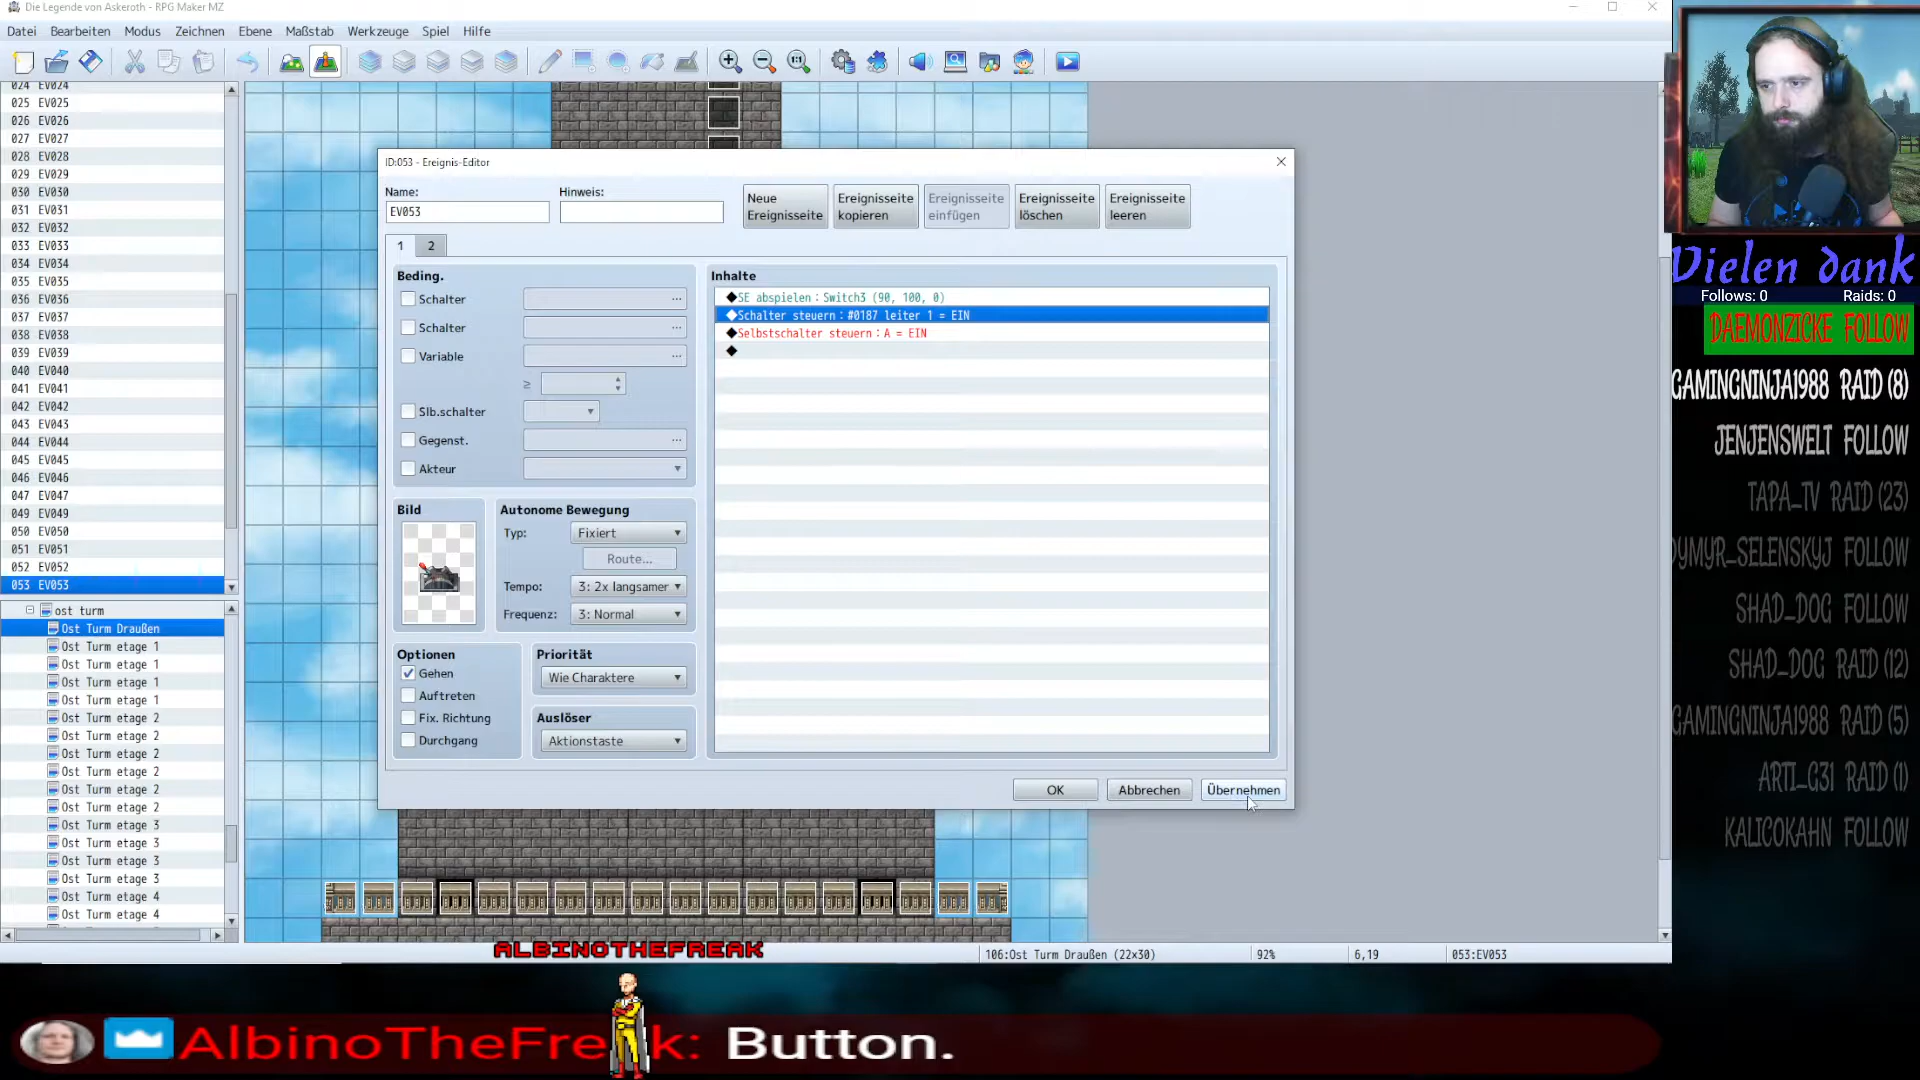 Die Legende von Askeroth - RPG Maker MZ
Datei Bearbeiten Modus Zeichnen Ebene Maßstab Werkzeuge Spiel Hilfe
024 EV024
025 EV025
026 EV026
027 EV027
028 EV028
029 EV029
030 EV030
031 EV031
032 EV032
033 EV033
034 EV034
035 EV035
036 EV036
037 EV037
038 EV038
039 EV039
040 EV040
041 EV041
042 EV042
043 EV043
044 EV044
045 EV045
046 EV046
047 EV047
049 EV049
050 EV050
051 EV051
052 EV052
053 EV053
ost turm
Ost Turm Draußen
Ost Turm etage 1
Ost Turm etage 1
Ost Turm etage 1
Ost Turm etage 1
Ost Turm etage 2
Ost Turm etage 2
Ost Turm etage 2
Ost Turm etage 2
Ost Turm etage 2
Ost Turm etage 2
Ost Turm etage 3
Ost Turm etage 3
Ost Turm etage 3
Ost Turm etage 3
Ost Turm etage 4
Ost Turm etage 4
ID:053 - Ereignis-Editor
Name:
EV053
Hinweis:
Neue Ereignisseite
Ereignisseite kopieren
Ereignisseite einfügen
Ereignisseite löschen
Ereignisseite leeren
1 2
Beding.
Schalter ...
Schalter ...
Variable ...
≥
Slb.schalter
Gegenst. ...
Akteur
Bild
Autonome Bewegung
Typ: Fixiert
Route...
Tempo: 3: 2x langsamer
Frequenz: 3: Normal
Optionen
Gehen
Auftreten
Fix. Richtung
Durchgang
Priorität
Wie Charaktere
Auslöser
Aktionstaste
Inhalte
◆SE abspielen：Switch3 (90, 100, 0)
◆Schalter steuern：#0187 leiter 1 = EIN
◆Selbstschalter steuern：A = EIN
◆
OK Abbrechen Übernehmen
106:Ost Turm Draußen (22x30) 92% 6,19 053:EV053
Vielen dank
Follows: 0 Raids: 0
DAEMONZICKE FOLLOW
GAMINGNINJA1988 RAID (8)
JENJENSWELT FOLLOW
TAPA_TV RAID (23)
DYMYR_SELENSKYJ FOLLOW
SHAD_DOG FOLLOW
SHAD_DOG RAID (12)
GAMINGNINJA1988 RAID (5)
ARTI_G31 RAID (1)
KALICOKAHN FOLLOW
ALBINOTHEFREAK
AlbinoTheFreak: Button.